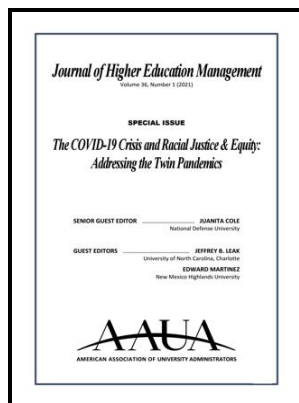 Journal of Higher Education Management
Volume 36, Number 1 (2021)
SPECIAL ISSUE
The COVID-19 Crisis and Racial Justice & Equity:
Addressing the Twin Pandemics
SENIOR GUEST EDITOR JUANITA COLE
National Defense University
GUEST EDITORS JEFFREY B. LEAK
University of North Carolina, Charlotte
EDWARD MARTINEZ
New Mexico Highlands University
AAUA
AMERICAN ASSOCIATION OF UNIVERSITY ADMINISTRATORS